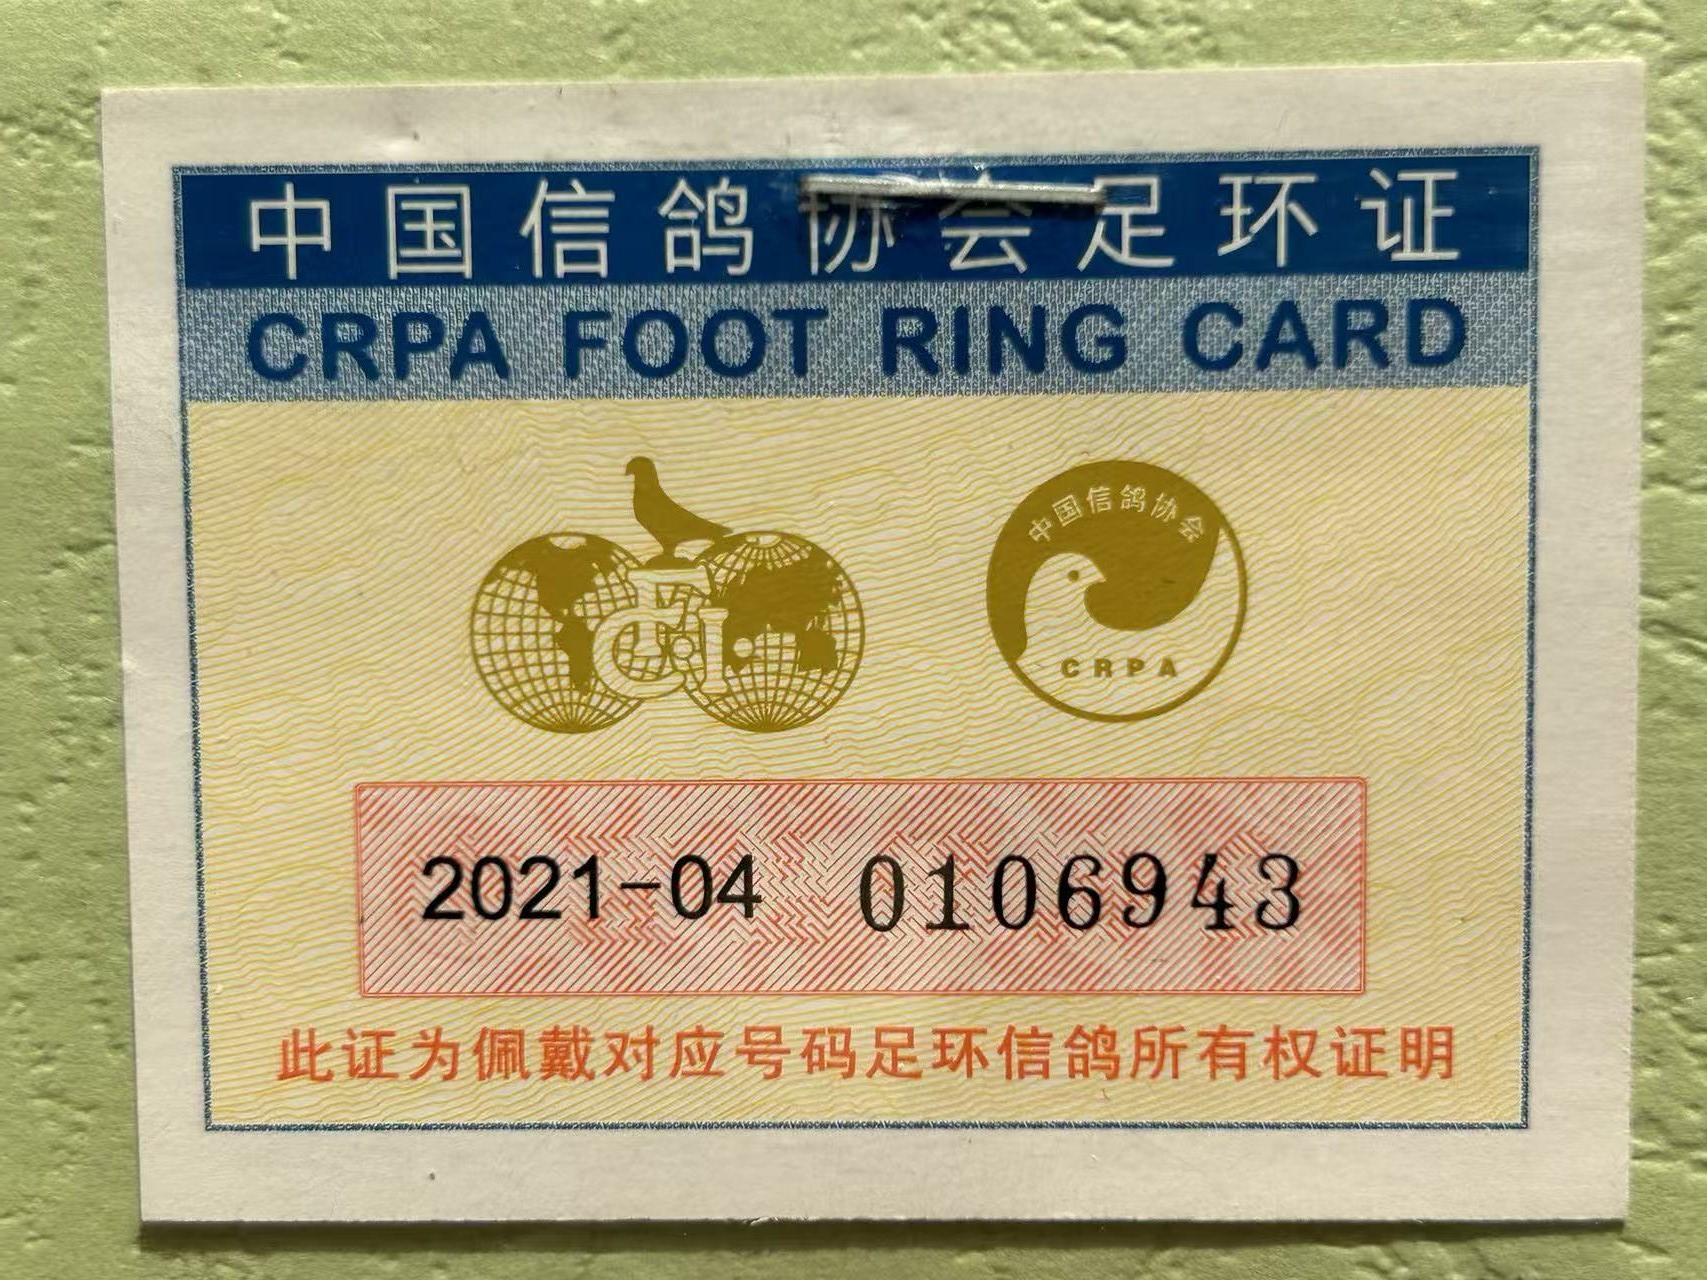 中国信鸽协会足环证
CRPA FOOT RING CARD
中国信鸽协会
CRPA
2021-04 0106943
此证为佩戴对应号码足环信鸽所有权证明